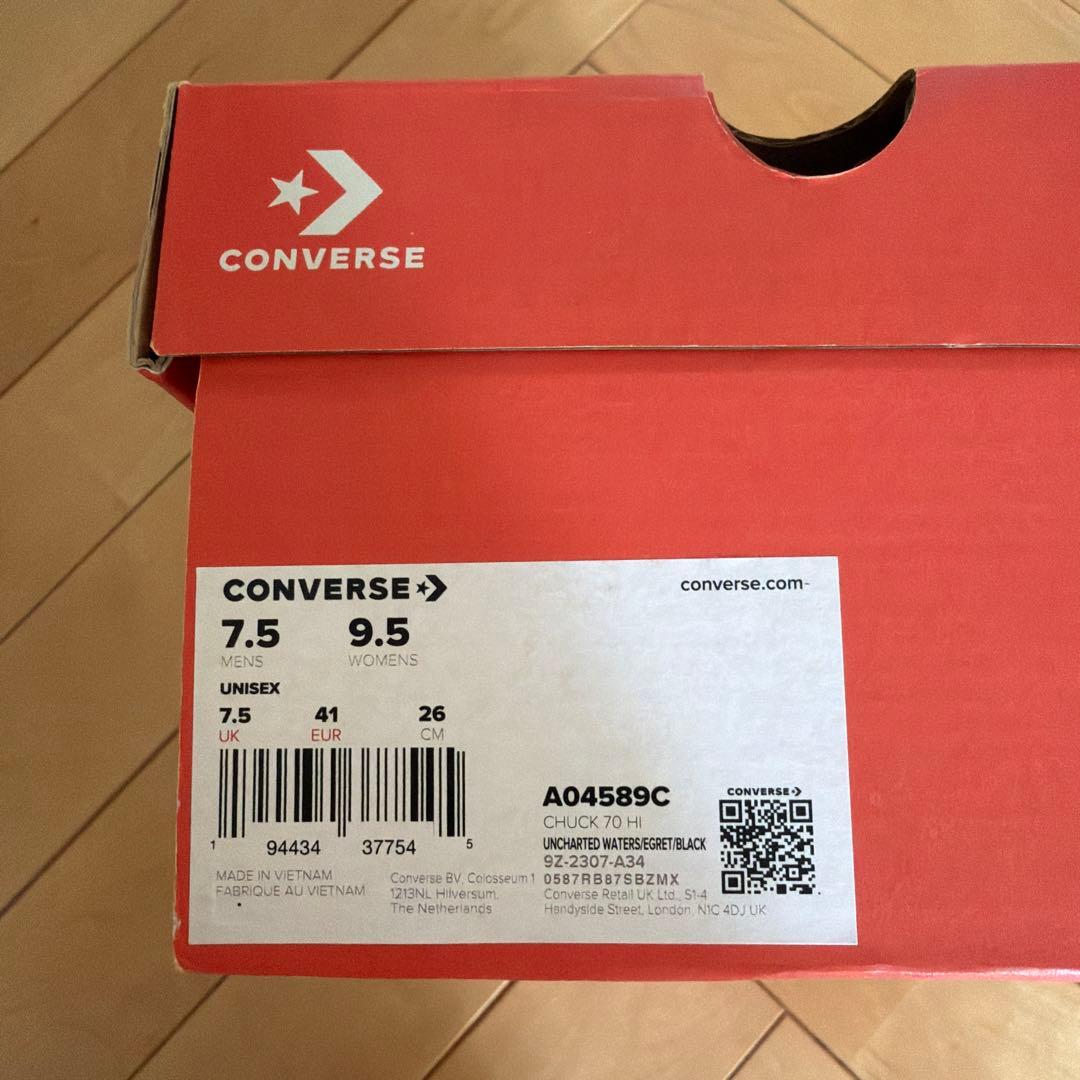 CONVERSE
CONVERSE
converse.com
7.5 9.5
MENS WOMENS
UNISEX
7.5 41 26
UK EUR CM
1 94434 37754 5
MADE IN VIETNAM
FABRIQUE AU VIETNAM
Converse BV, Colosseum 1
1213NL Hilversum,
The Netherlands
A04589C
CHUCK 70 HI
UNCHARTED WATERS/EGRET/BLACK
9Z-2307-A34
0587RB87SBZMX
Converse Retail UK Ltd., S1-4
Handyside Street, London, N1C 4DJ UK
CONVERSE